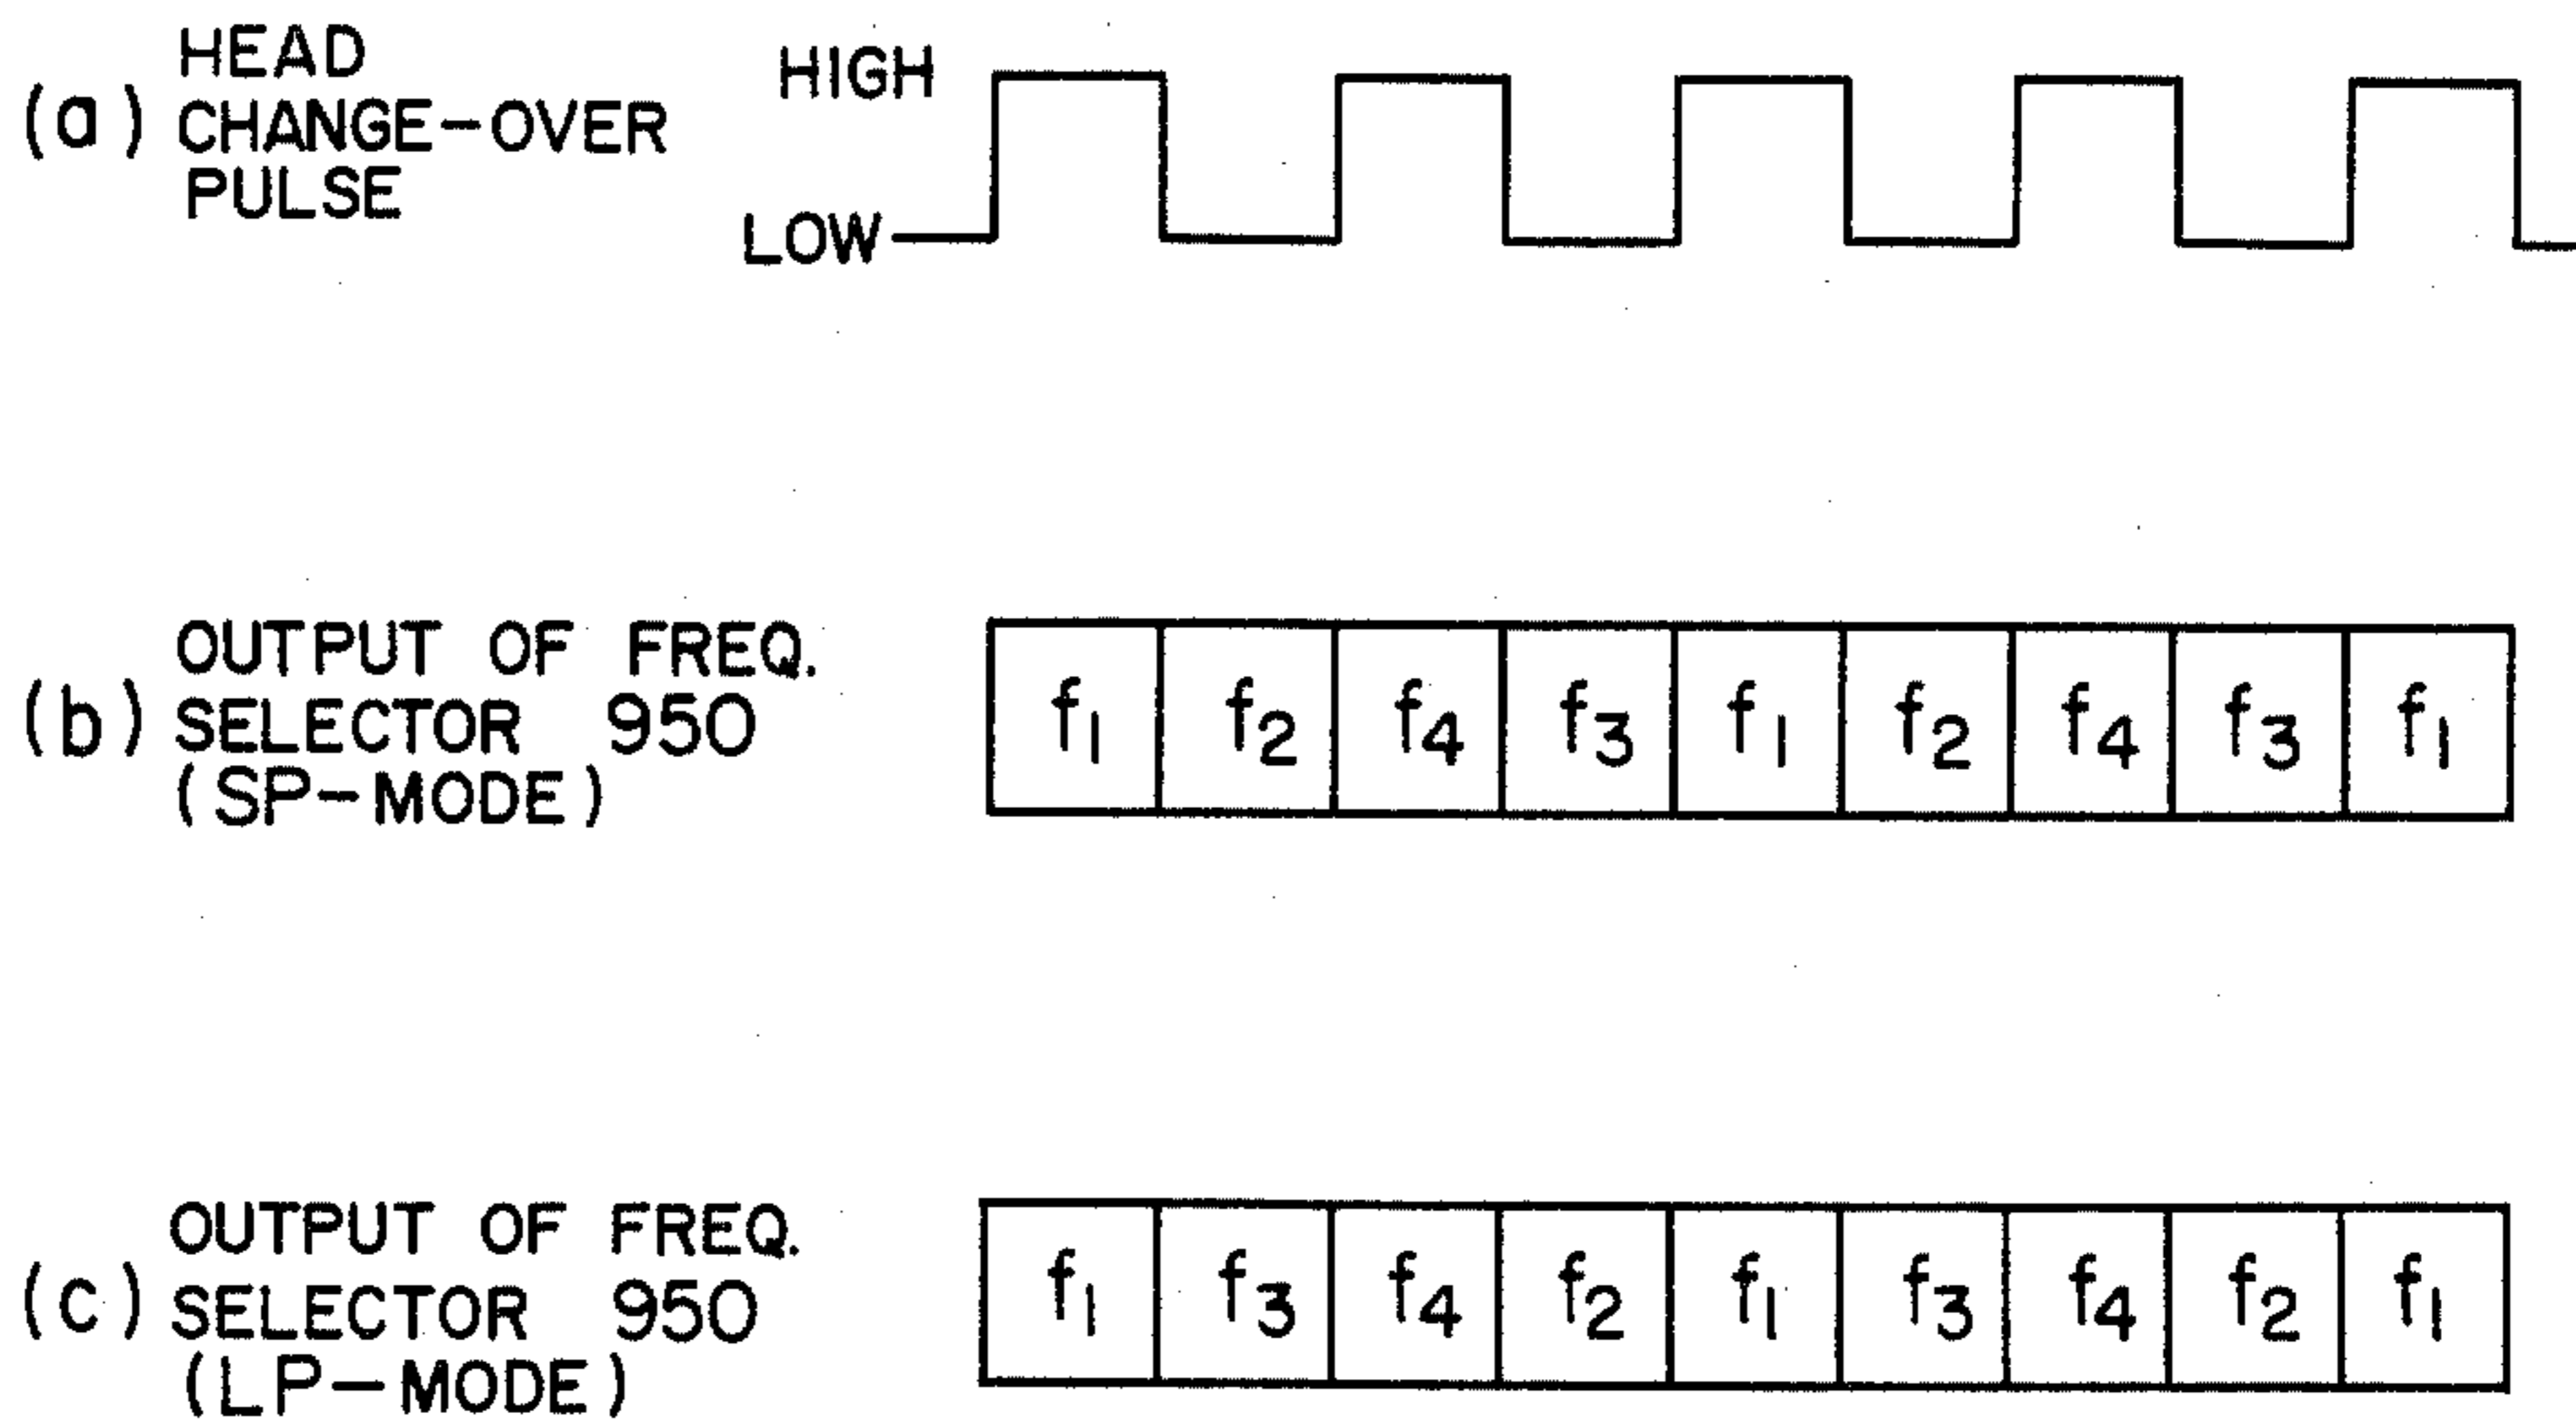 (a) HEAD
CHANGE-OVER
PULSE
HIGH
LOW
(b) OUTPUT OF FREQ.
SELECTOR 950
(SP-MODE)
f1 f2 f4 f3 f1 f2 f4 f3 f1
(c) OUTPUT OF FREQ.
SELECTOR 950
(LP-MODE)
f1 f3 f4 f2 f1 f3 f4 f2 f1